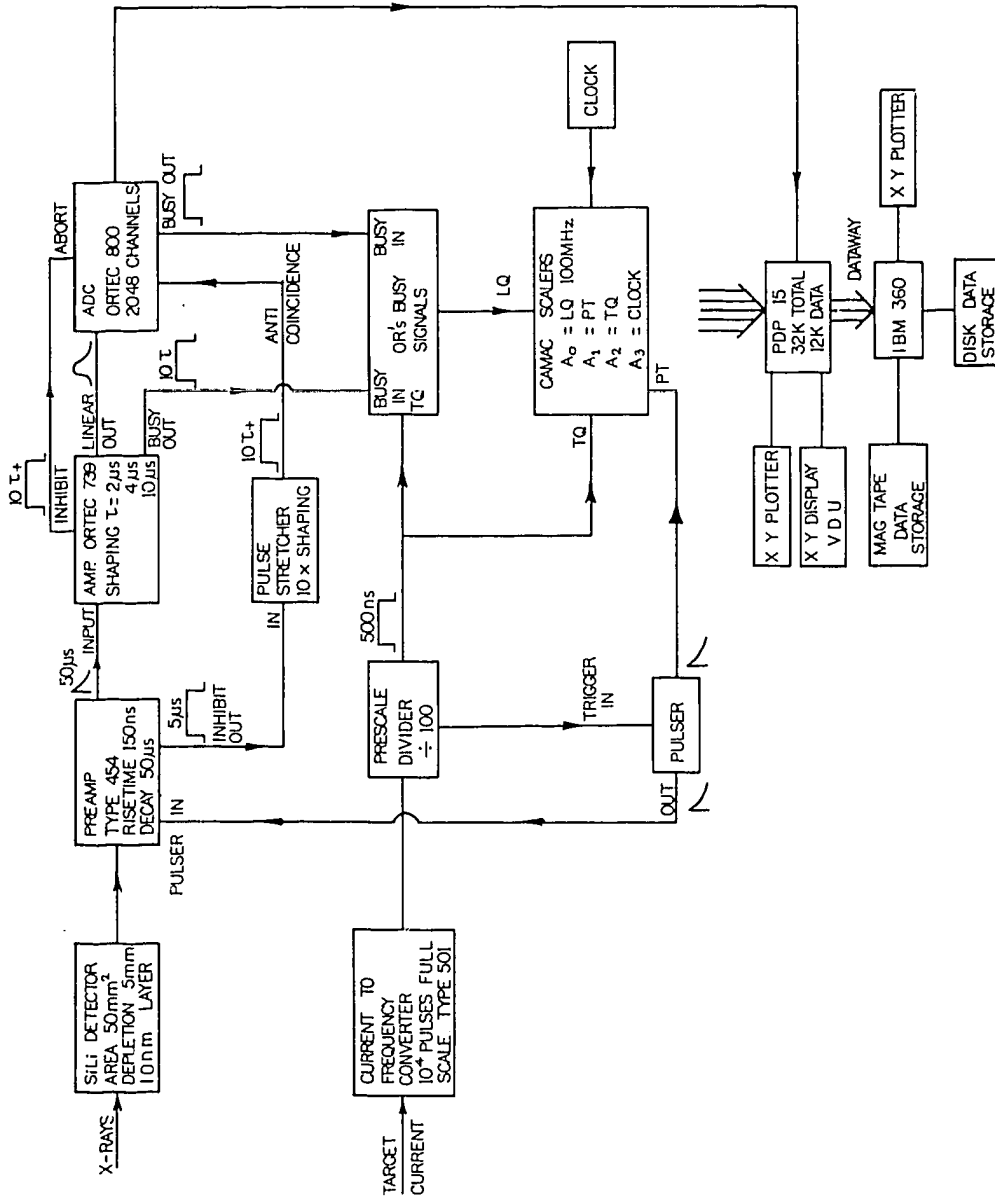 X-RAYS
SiLi DETECTOR
AREA 50mm²
DEPLETION 5mm
10nm LAYER
PREAMP
TYPE 454
RISETIME 150ns
DECAY 50µs
PULSER IN
50µs
INPUT
5µs
INHIBIT
OUT
AMP. ORTEC 739
SHAPING τ = 2µs
4µs
10µs
10τ+
INHIBIT
LINEAR
OUT
BUSY
OUT
ABORT
ADC
ORTEC 800
2048 CHANNELS
BUSY OUT
10τ
IN
PULSE
STRETCHER
10 x SHAPING
10τ+
ANTI
COINCIDENCE
TARGET
CURRENT
CURRENT TO
FREQUENCY
CONVERTER
10⁻⁴ PULSES FULL
SCALE TYPE 501
PRESCALE
DIVIDER
÷ 100
500ns
BUSY
IN
TQ
BUSY
IN
OR's BUSY
SIGNALS
LQ
TRIGGER
IN
PULSER
OUT
TQ
CAMAC SCALERS
A₀ = LQ 100MHz
A₁ = PT
A₂ = TQ
A₃ = CLOCK
PT
CLOCK
PDP 15
32K TOTAL
12K DATA
DATAWAY
X Y PLOTTER
X Y DISPLAY
V D U
IBM 360
X Y PLOTTER
MAG TAPE
DATA
STORAGE
DISK DATA
STORAGE